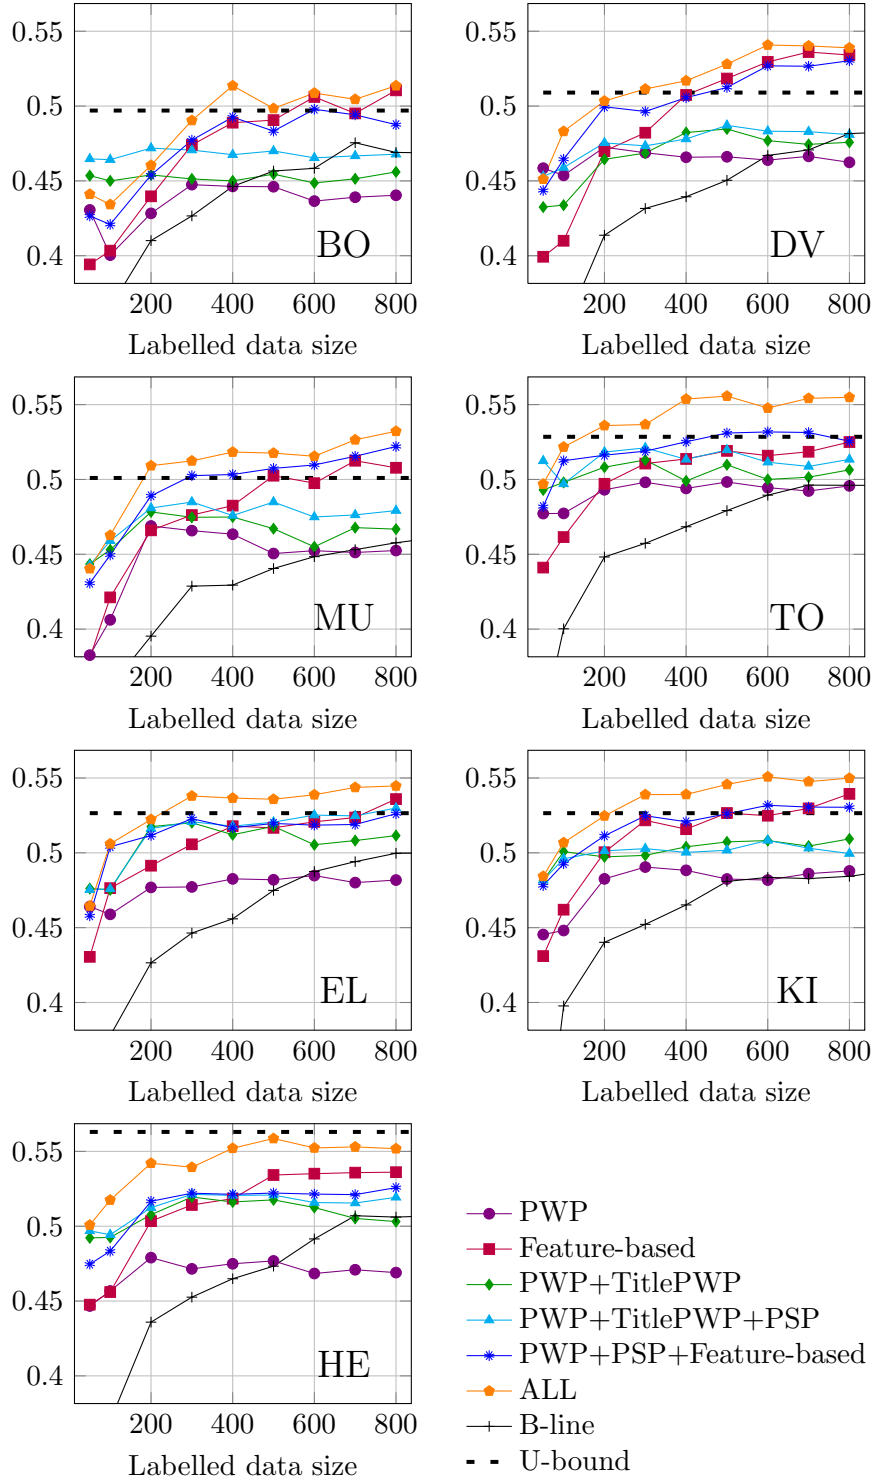 0.55
0.5
0.45
0.4
BO
200 400 600 800
Labelled data size
0.55
0.5
0.45
0.4
DV
200 400 600 800
Labelled data size
0.55
0.5
0.45
0.4
MU
200 400 600 800
Labelled data size
0.55
0.5
0.45
0.4
TO
200 400 600 800
Labelled data size
0.55
0.5
0.45
0.4
EL
200 400 600 800
Labelled data size
0.55
0.5
0.45
0.4
KI
200 400 600 800
Labelled data size
0.55
0.5
0.45
0.4
HE
200 400 600 800
Labelled data size
PWP
Feature-based
PWP+TitlePWP
PWP+TitlePWP+PSP
PWP+PSP+Feature-based
ALL
B-line
U-bound